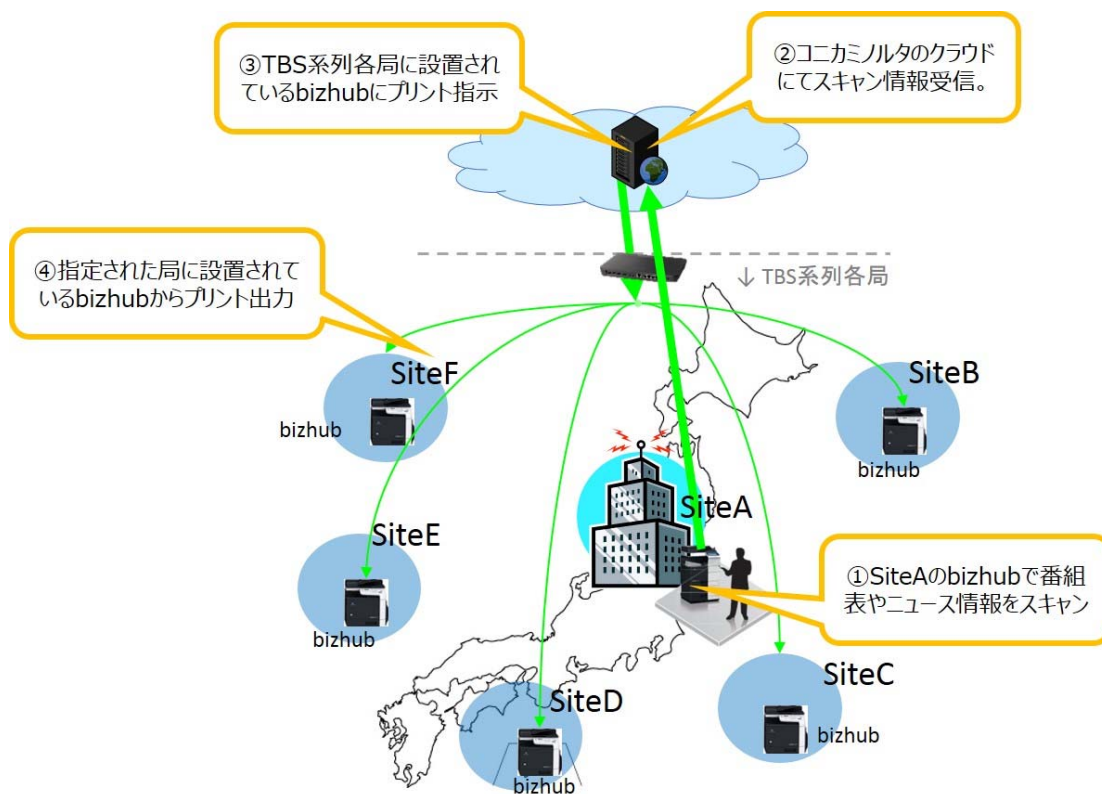 ③TBS系列各局に設置され
ているbizhubにプリント指示
②コニカミノルタのクラウド
にてスキャン情報受信。
④指定された局に設置されて
いるbizhubからプリント出力
↓ TBS系列各局
SiteF
bizhub
SiteB
bizhub
SiteA
SiteE
bizhub
①SiteAのbizhubで番組
表やニュース情報をスキャン
SiteC
bizhub
SiteD
bizhub